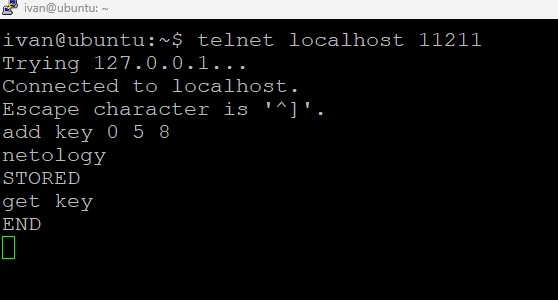 ivan@ubuntu: ~
ivan@ubuntu:~$ telnet localhost 11211
Trying 127.0.0.1...
Connected to localhost.
Escape character is '^]'.
add key 0 5 8
netology
STORED
get key
END